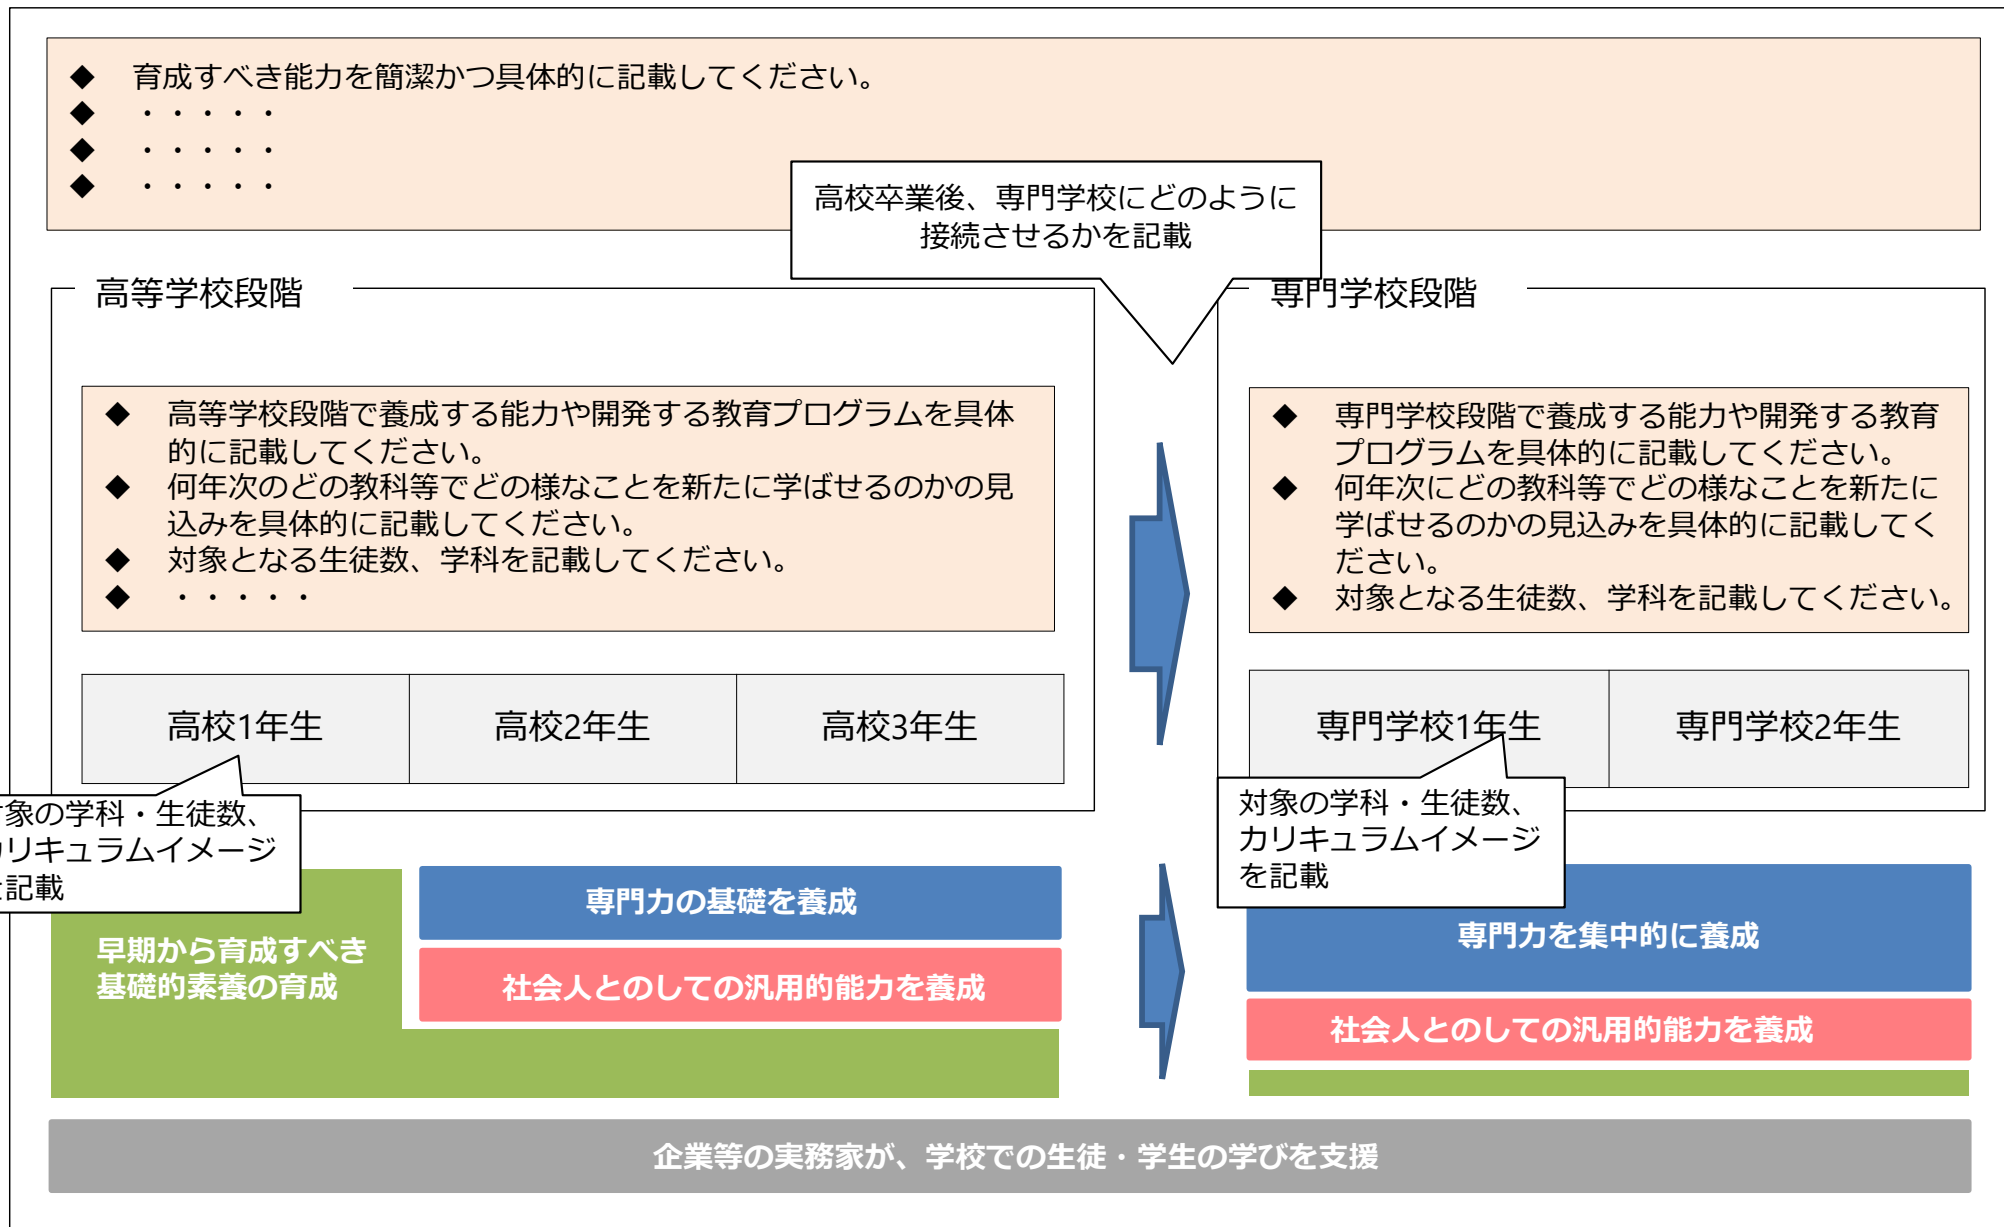 ◆ 育成すべき能力を簡潔かつ具体的に記載してください。
◆ ・・・・・
◆ ・・・・・
◆ ・・・・・
高校卒業後、専門学校にどのように
接続させるかを記載
高等学校段階
◆ 高等学校段階で養成する能力や開発する教育プログラムを具体
的に記載してください。
◆ 何年次のどの教科等でどの様なことを新たに学ばせるのかの見
込みを具体的に記載してください。
◆ 対象となる生徒数、学科を記載してください。
◆ ・・・・・
高校1年生
高校2年生
高校3年生
象の学科・生徒数、
リキュラムイメージ
記載
専門学校段階
◆ 専門学校段階で養成する能力や開発する教育
プログラムを具体的に記載してください。
◆ 何年次にどの教科等でどの様なことを新たに
学ばせるのかの見込みを具体的に記載してく
ださい。
◆ 対象となる生徒数、学科を記載してください。
専門学校1年生
専門学校2年生
対象の学科・生徒数、
カリキュラムイメージ
を記載
早期から育成すべき
基礎的素養の育成
専門力の基礎を養成
社会人とのしての汎用的能力を養成
専門力を集中的に養成
社会人とのしての汎用的能力を養成
企業等の実務家が、学校での生徒・学生の学びを支援